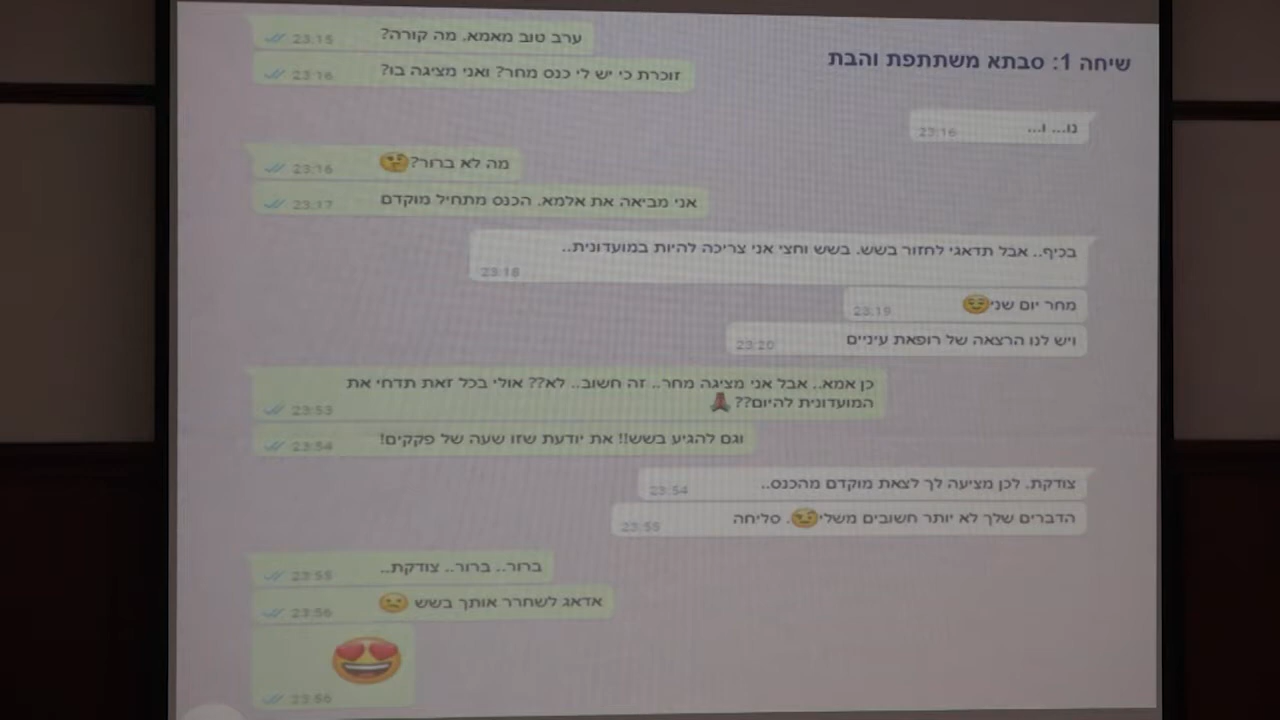 שיחה 1: סבתא משתתפת והבת
ערב טוב מאמא. מה קורה?
23:15
זוכרת כי יש לי כנס מחר? ואני מציגה בו?
23:16
נו... ו...
23:16
מה לא ברור?🤔
23:16
אני מביאה את אלמא. הכנס מתחיל מוקדם
23:17
בכיף.. אבל תדאגי לחזור בשש. בשש וחצי אני צריכה להיות במועדונית..
23:18
מחר יום שני😌
23:19
ויש לנו הרצאה של רופאת עיניים
23:20
כן אמא.. אבל אני מציגה מחר.. זה חשוב.. לא?? אולי בכל זאת תדחי את
המועדונית להיום?? 🙏
23:53
וגם להגיע בשש!! את יודעת שזו שעה של פקקים!
23:54
צודקת. לכן מציעה לך לצאת מוקדם מהכנס..
23:54
הדברים שלך לא יותר חשובים משלי🤨. סליחה
23:55
ברור.. ברור.. צודקת..
23:55
אדאג לשחרר אותך בשש 😟
23:56
😍
23:56